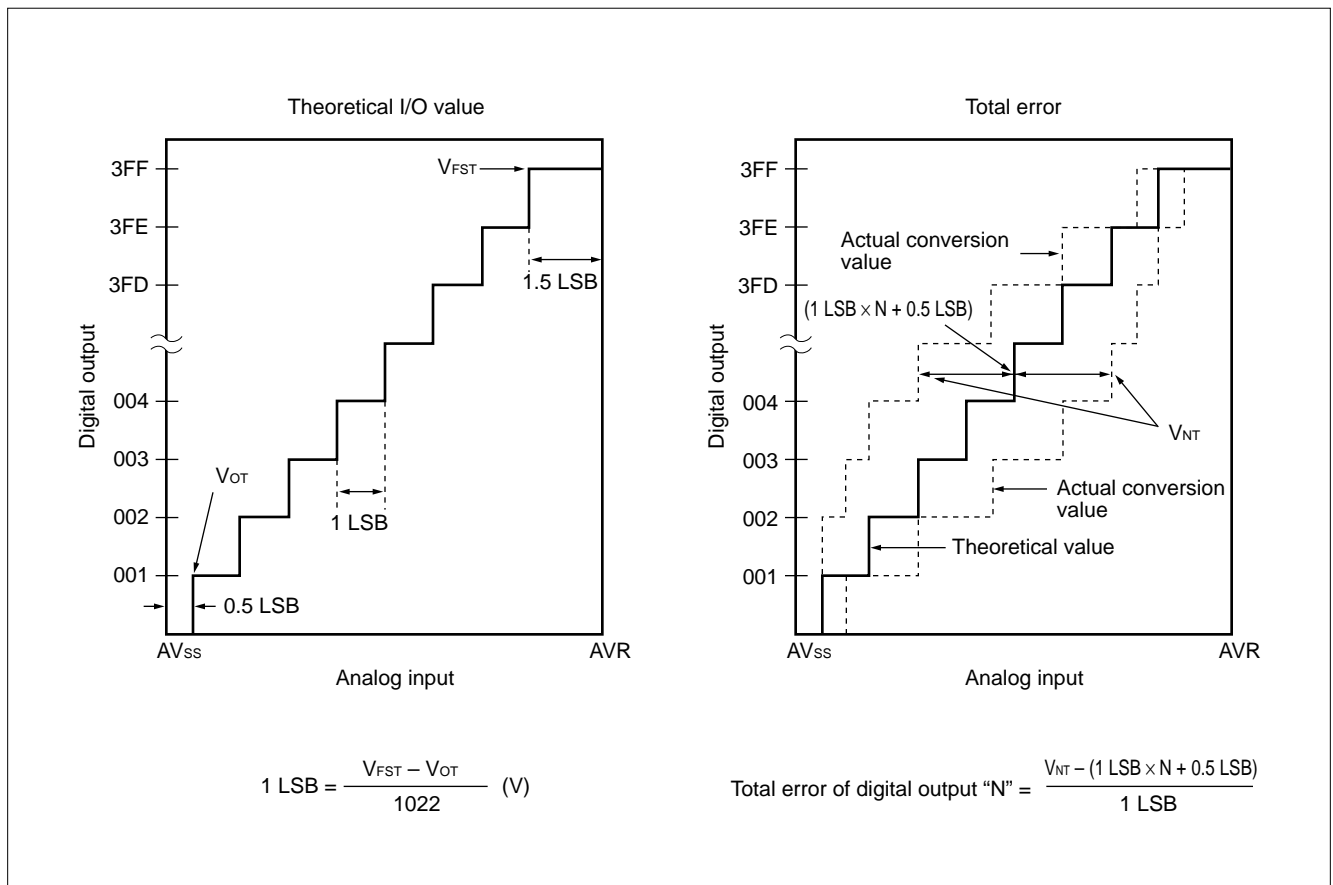 Theoretical I/O value
3FF
3FE
3FD
004
003
002
001
Digital output
VFST
1.5 LSB
VOT
1 LSB
0.5 LSB
AVSS
AVR
Analog input
1 LSB = VFST – VOT / 1022 (V)
Total error
3FF
3FE
3FD
004
003
002
001
Digital output
Actual conversion
value
(1 LSB × N + 0.5 LSB)
VNT
Actual conversion
value
Theoretical value
AVSS
AVR
Analog input
Total error of digital output “N” = VNT – (1 LSB × N + 0.5 LSB) / 1 LSB